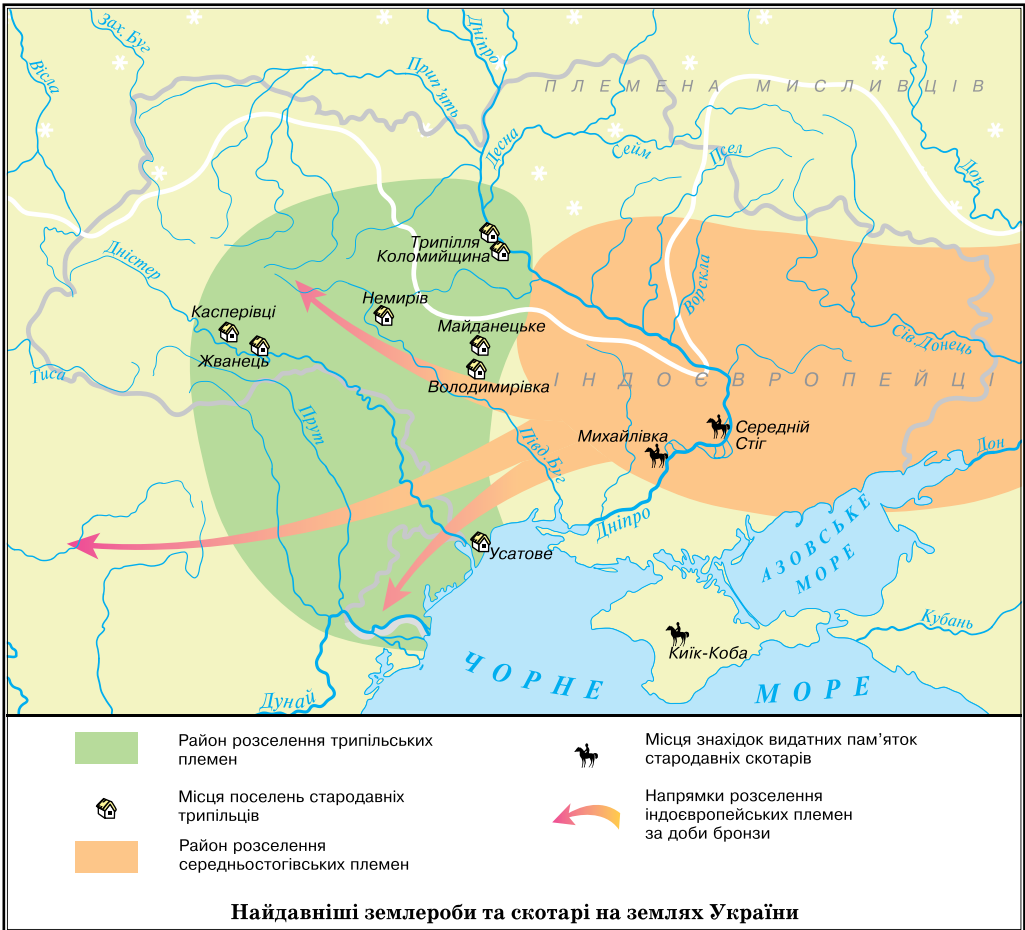 Зах. Буг
Вісла
Дніпро
Прип'ять
ПЛЕМЕНА МИСЛИВЦІВ
Десна
Сейм
Псел
Дон
Дністер
Трипілля
Коломийщина
Ворскла
Касперівці
Немирів
Майданецьке
Жванець
Сів. Донець
Тиса
Володимирівка
ІНДОЄВРОПЕЙЦІ
Прут
Півд. Буг
Михайлівка
Середній
Стіг
Дон
Дніпро
Усатове
АЗОВСЬКЕ
МОРЕ
Кубань
Киїк-Коба
ЧОРНЕ МОРЕ
Дунай
Район розселення трипільських
племен
Місця поселень стародавніх
трипільців
Район розселення
середньостогівських племен
Місця знахідок видатних пам'яток
стародавніх скотарів
Напрямки розселення
індоєвропейських племен
за доби бронзи
Найдавніші землероби та скотарі на землях України